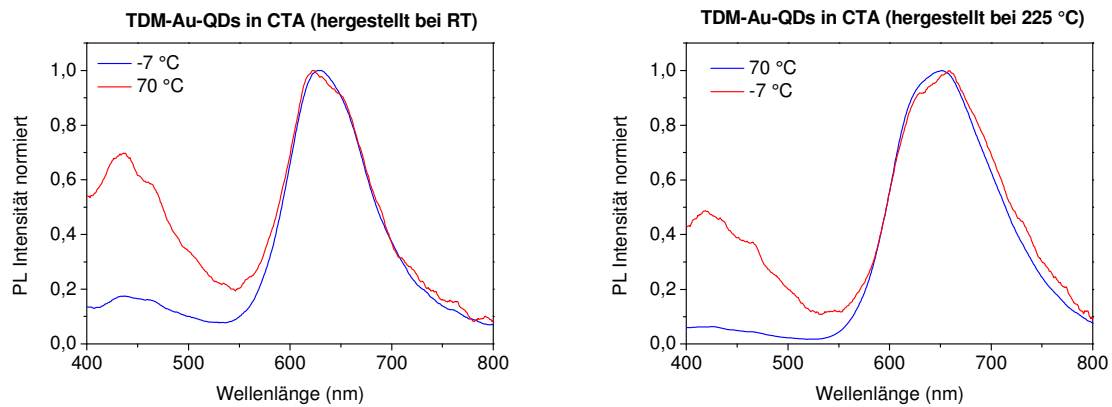 TDM-Au-QDs in CTA (hergestellt bei RT)
-7 °C
70 °C
1,0
0,8
0,6
0,4
0,2
0,0
PL Intensität normiert
400
500
600
700
800
Wellenlänge (nm)
TDM-Au-QDs in CTA (hergestellt bei 225 °C)
70 °C
-7 °C
1,0
0,8
0,6
0,4
0,2
0,0
PL Intensität normiert
400
500
600
700
800
Wellenlänge (nm)